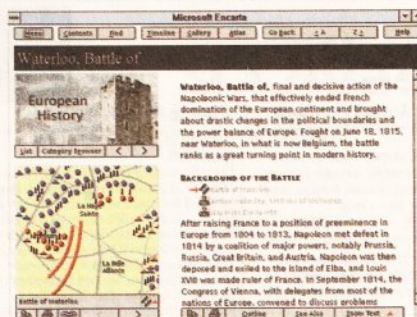 Microsoft Encarta
Menu Contents Find Timeline Gallery Atlas Go Back Help
Waterloo, Battle of
European
History
List Category Browser < >
La Haye
Sainte
La Belle
Alliance
Battle of Waterloo
Waterloo, Battle of, final and decisive action of the
Napoleonic Wars, that effectively ended French
domination of the European continent and brought
about drastic changes in the political boundaries and
the power balance of Europe. Fought on June 18, 1815,
near Waterloo, in what is now Belgium, the battle
ranks as a great turning point in modern history.
BACKGROUND OF THE BATTLE
After raising France to a position of preeminence in
Europe from 1804 to 1813, Napoleon met defeat in
1814 by a coalition of major powers, notably Prussia,
Russia, Great Britain, and Austria. Napoleon was then
deposed and exiled to the island of Elba, and Louis
XVIII was made ruler of France. In September 1814, the
Congress of Vienna, with delegates from most of the
nations of Europe, convened to discuss problems
Outline See Also Zoom Text